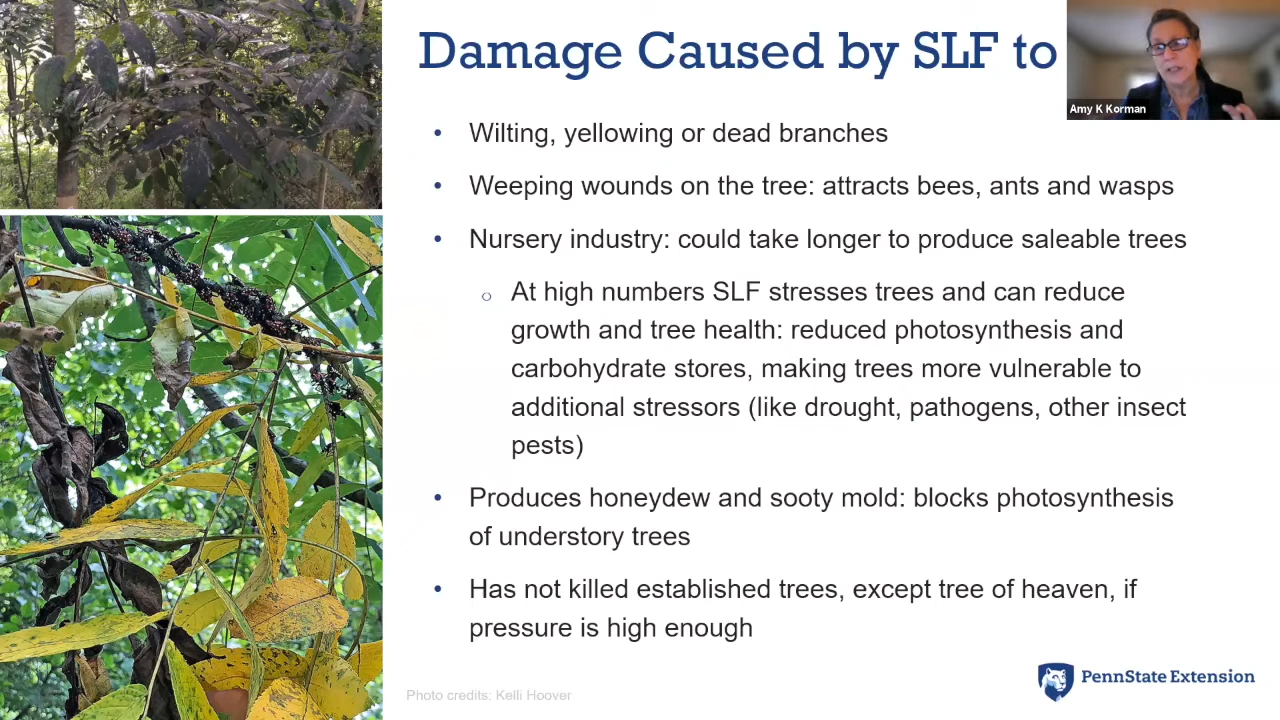 Damage Caused by SLF to
Amy K Korman
• Wilting, yellowing or dead branches
• Weeping wounds on the tree: attracts bees, ants and wasps
• Nursery industry: could take longer to produce saleable trees
○ At high numbers SLF stresses trees and can reduce
growth and tree health: reduced photosynthesis and
carbohydrate stores, making trees more vulnerable to
additional stressors (like drought, pathogens, other insect
pests)
• Produces honeydew and sooty mold: blocks photosynthesis
of understory trees
• Has not killed established trees, except tree of heaven, if
pressure is high enough
Photo credits: Kelli Hoover
PennState Extension